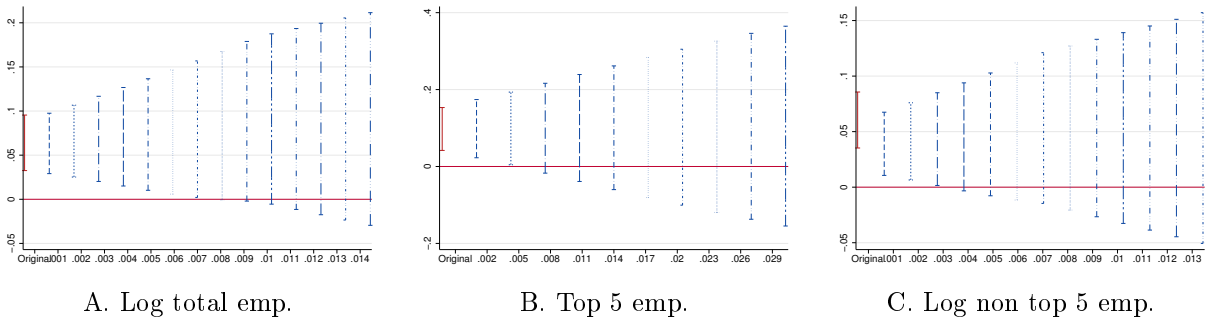 .2
.15
.1
.05
0
-.05
Original .001 .002 .003 .004 .005 .006 .007 .008 .009 .01 .011 .012 .013 .014
A. Log total emp.
.4
.2
0
-.2
Original .002 .005 .008 .011 .014 .017 .02 .023 .026 .029
B. Top 5 emp.
.15
.1
.05
0
-.05
Original .001 .002 .003 .004 .005 .006 .007 .008 .009 .01 .011 .012 .013
C. Log non top 5 emp.